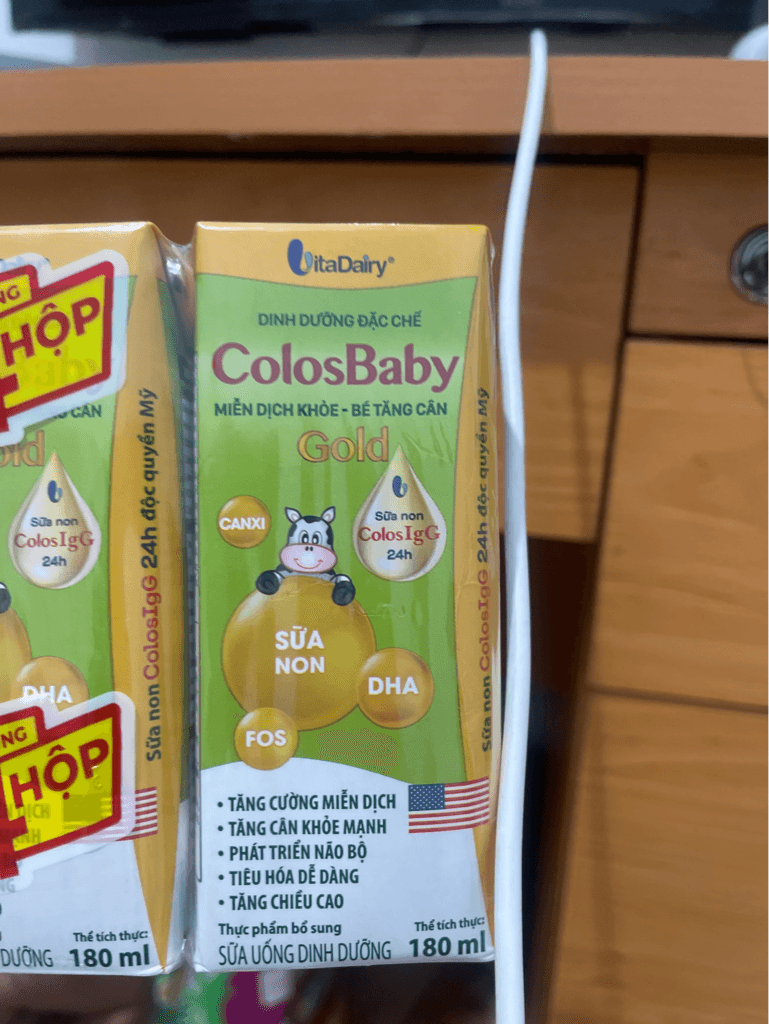 VitaDairy®
DINH DƯỠNG ĐẶC CHẾ
ColosBaby
MIỄN DỊCH KHỎE - BÉ TĂNG CÂN
Gold
CANXI
Sữa non
ColosIgG
24h
SỮA
NON
DHA
FOS
Sữa non ColosIgG 24h độc quyền Mỹ
• TĂNG CƯỜNG MIỄN DỊCH
• TĂNG CÂN KHỎE MẠNH
• PHÁT TRIỂN NÃO BỘ
• TIÊU HÓA DỄ DÀNG
• TĂNG CHIỀU CAO
Thực phẩm bổ sung
SỮA UỐNG DINH DƯỠNG
Thể tích thực:
180 ml
HỘP
CÂN
Sữa non
ColosIgG
24h
DHA
Sữa non ColosIgG 24h độc quyền Mỹ
HỘP
DƯỠNG
Thể tích thực:
180 ml